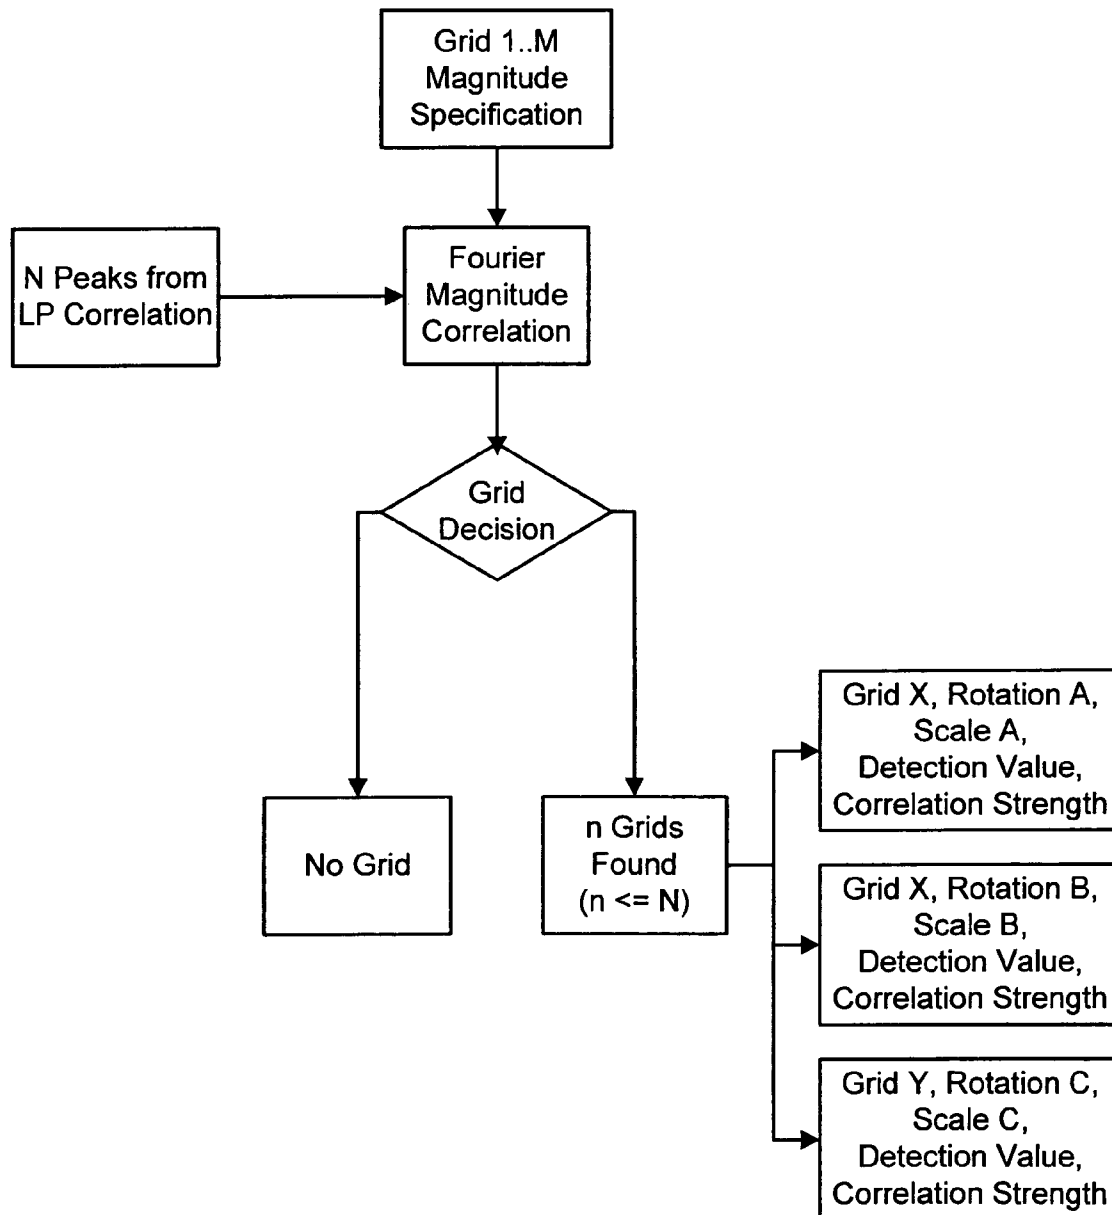 Grid 1..M
Magnitude
Specification
N Peaks from
LP Correlation
Fourier
Magnitude
Correlation
Grid
Decision
No Grid
n Grids
Found
(n <= N)
Grid X, Rotation A,
Scale A,
Detection Value,
Correlation Strength
Grid X, Rotation B,
Scale B,
Detection Value,
Correlation Strength
Grid Y, Rotation C,
Scale C,
Detection Value,
Correlation Strength